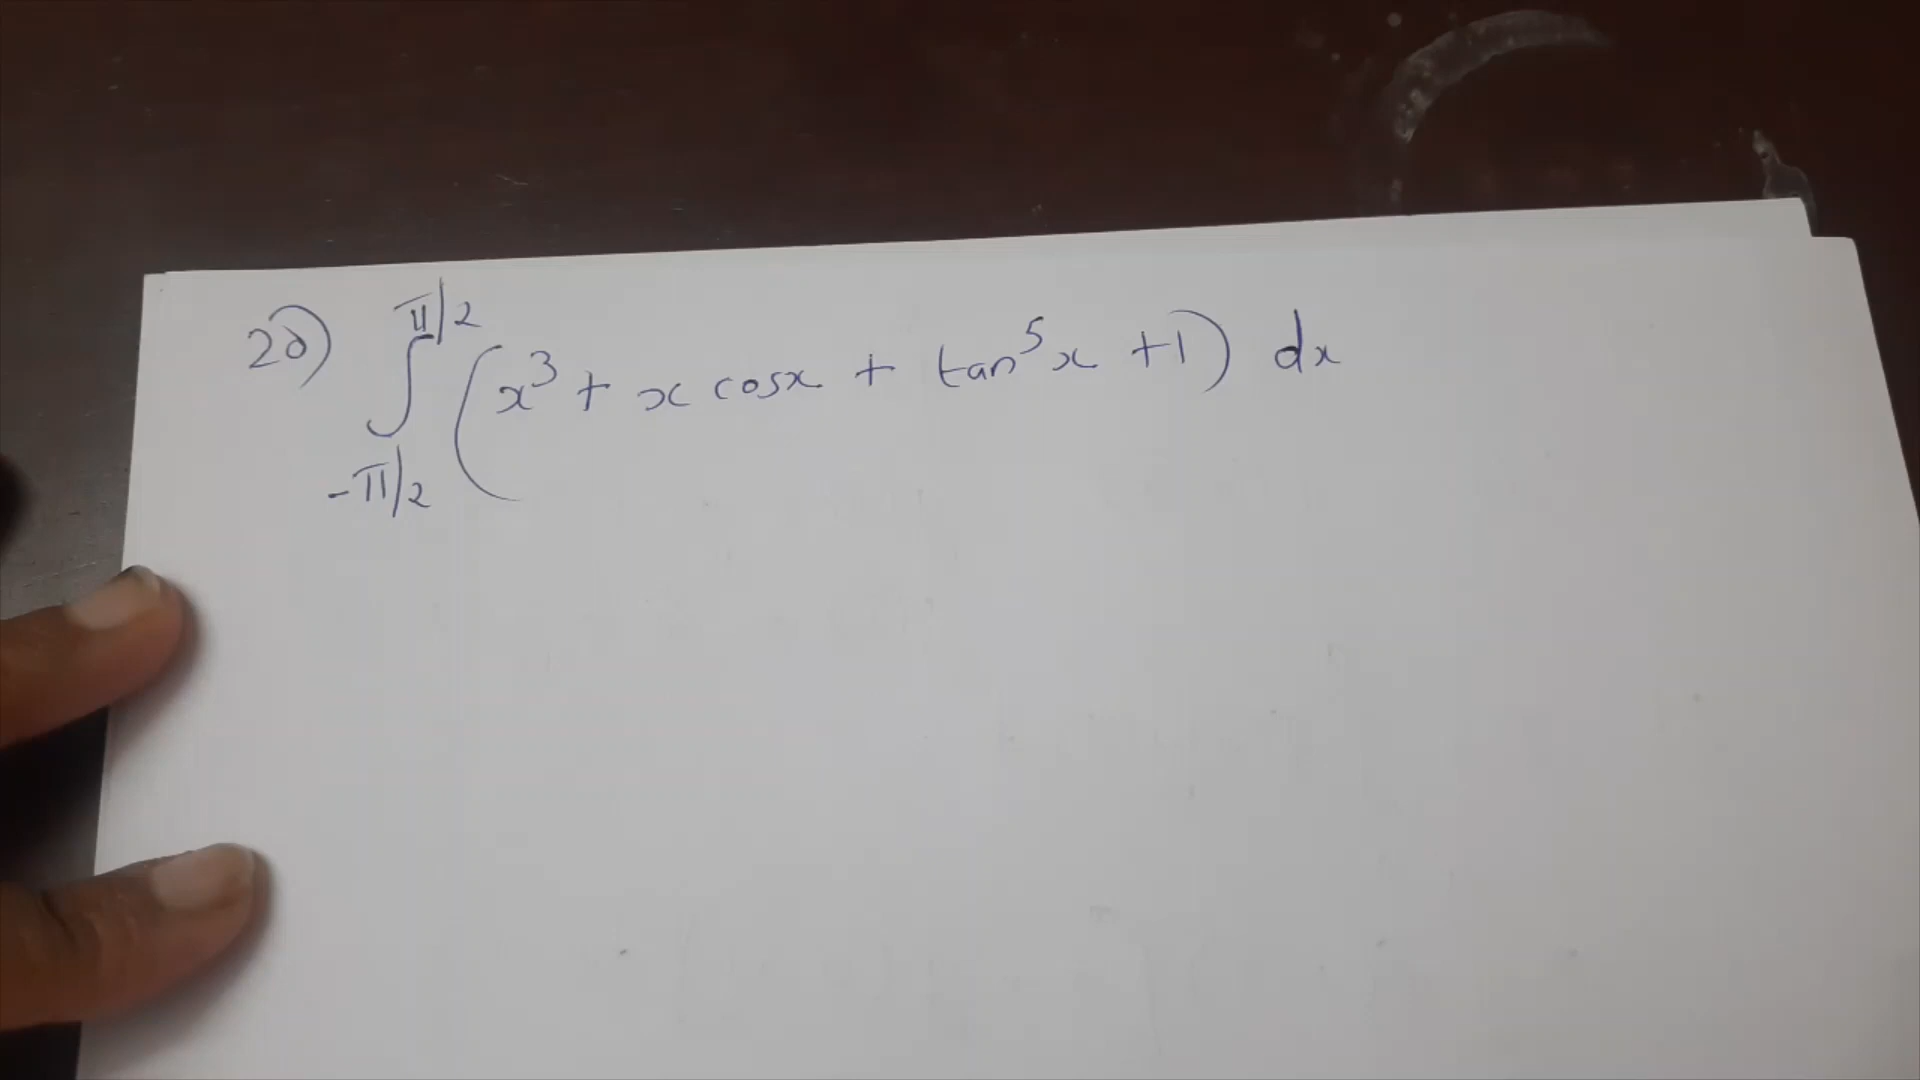 20) ∫_{-π/2}^{π/2} (x³ + x cosx + tan⁵x +1) dx